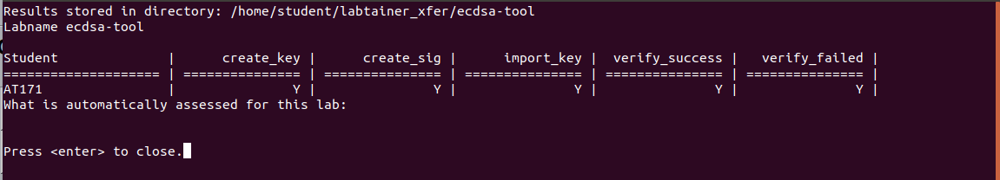 Results stored in directory: /home/student/labtainer_xfer/ecdsa-tool
Labname ecdsa-tool
Student | create_key | create_sig | import_key | verify_success | verify_failed |
==================== | =============== | =============== | =============== | =============== | =============== |
AT171 | Y | Y | Y | Y | Y |
What is automatically assessed for this lab:
Press <enter> to close.